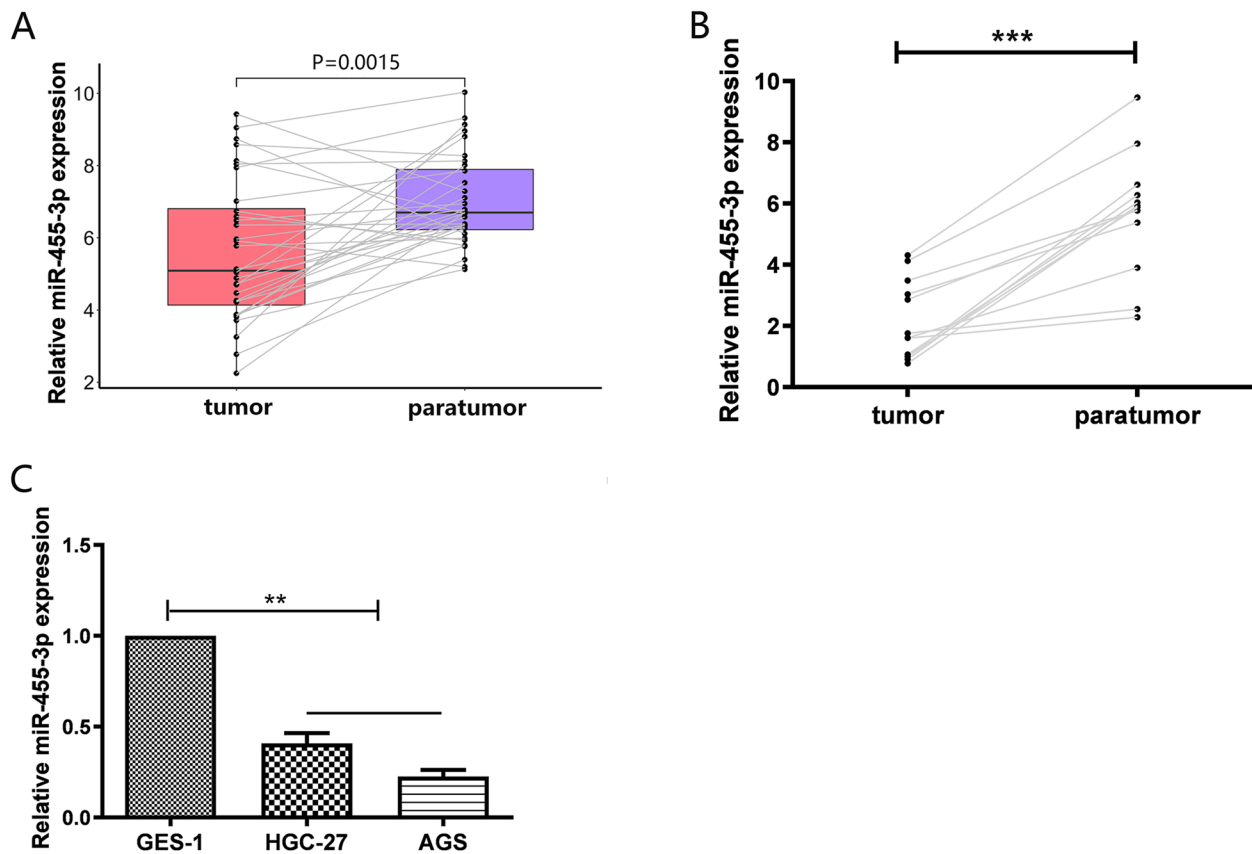 A
Relative miR-455-3p expression
P=0.0015
10
8
6
4
2
tumor
paratumor
B
Relative miR-455-3p expression
***
10
8
6
4
2
0
tumor
paratumor
C
Relative miR-455-3p expression
**
1.5
1.0
0.5
0.0
GES-1
HGC-27
AGS